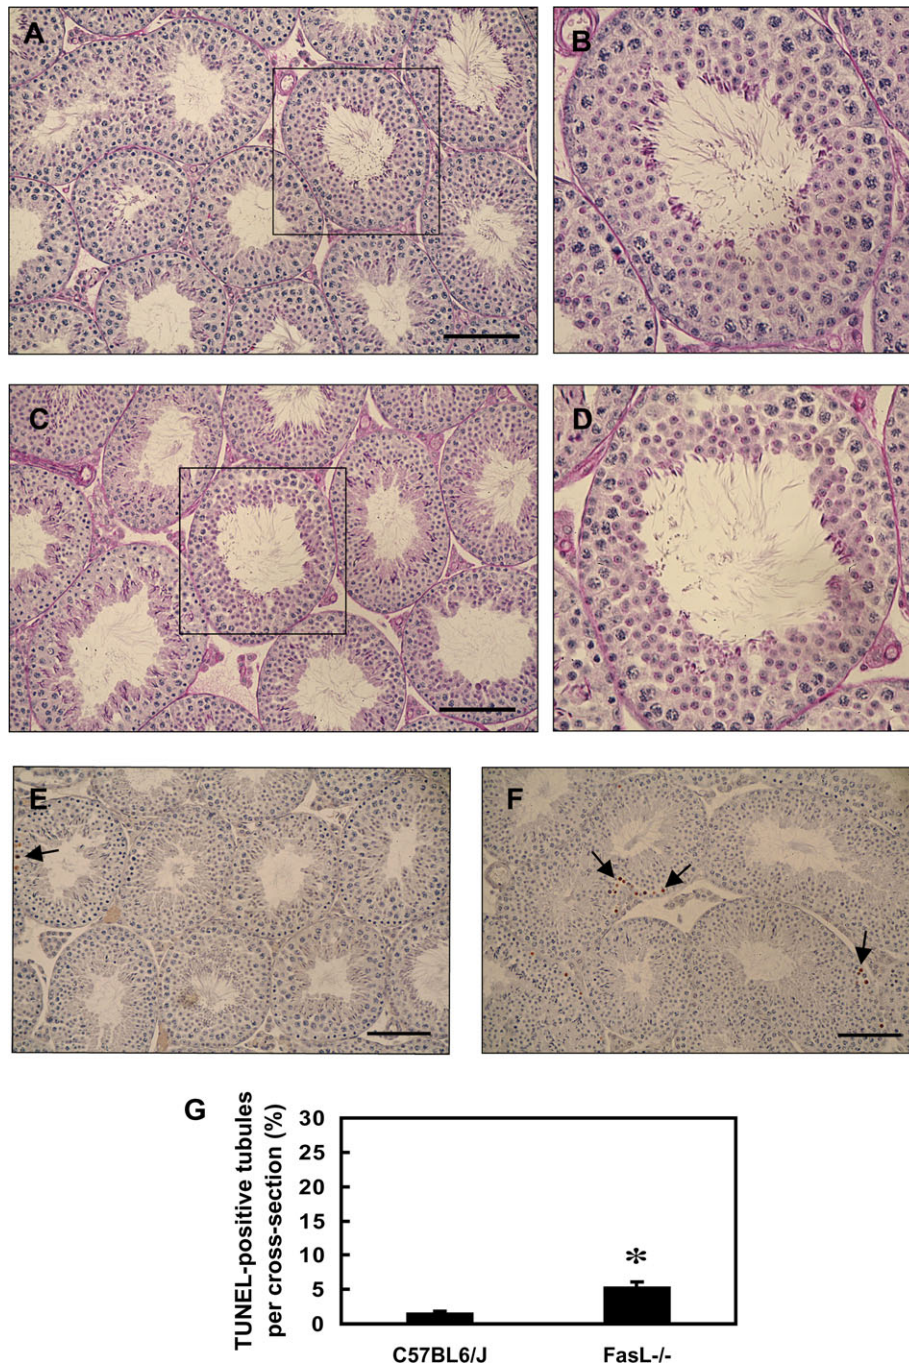 A
B
C
D
E
F
G
TUNEL-positive tubules
per cross-section (%)
30
25
20
15
10
5
0
*
C57BL6/J
FasL-/-